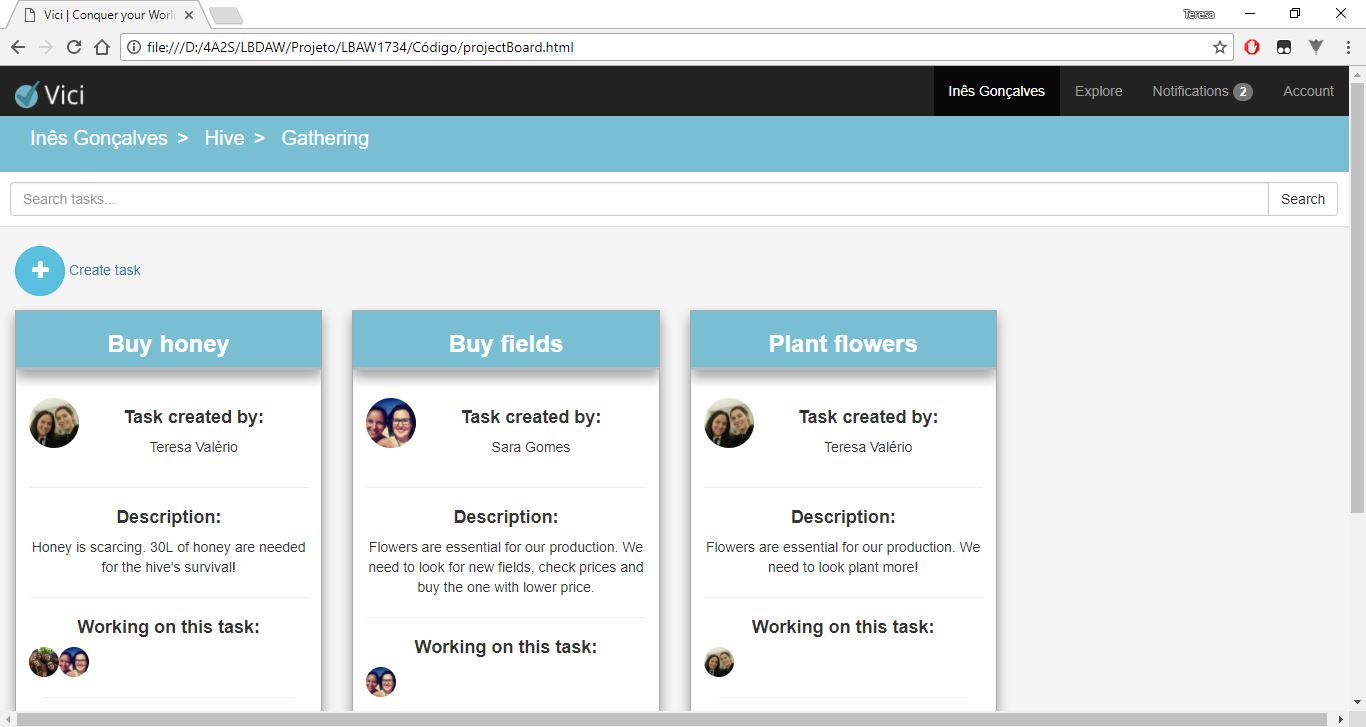 Vici | Conquer your Work
Teresa
file:///D:/4A2S/LBDAW/Projeto/LBAW1734/Código/projectBoard.html
Vici
Inês Gonçalves Explore Notifications 2 Account
Inês Gonçalves > Hive > Gathering
Search tasks... Search
Create task
Buy honey
Task created by:
Teresa Valério
Description:
Honey is scarcing. 30L of honey are needed
for the hive's survival!
Working on this task:
Buy fields
Task created by:
Sara Gomes
Description:
Flowers are essential for our production. We
need to look for new fields, check prices and
buy the one with lower price.
Working on this task:
Plant flowers
Task created by:
Teresa Valério
Description:
Flowers are essential for our production. We
need to look plant more!
Working on this task: